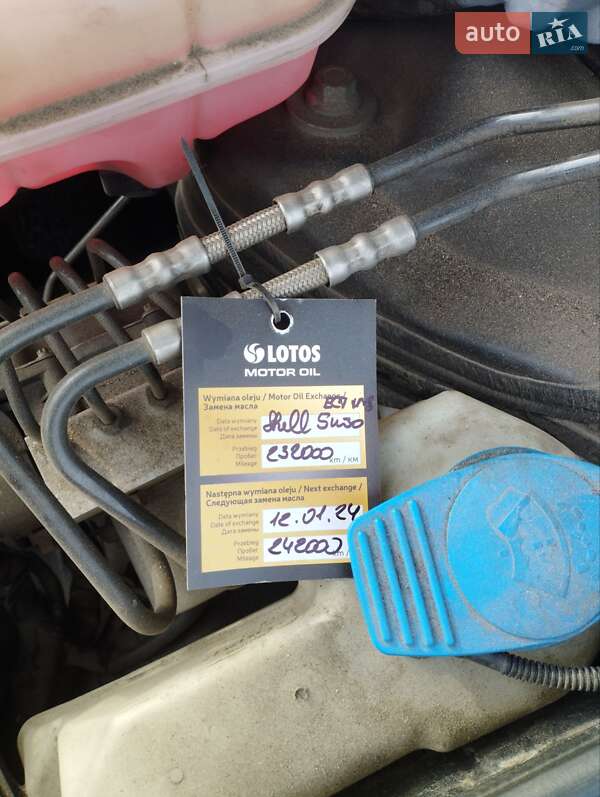 auto RIA .com
LOTOS
MOTOR OIL
Wymiana oleju / Motor Oil Exchange /
Замена масла
Data wymiany
Date of exchange
Дата замены
Shell 5w30
Przebieg
Пробег
Mileage
232000 km / км
Następna wymiana oleju / Next exchange /
Следующая замена масла
Data wymiany
Date of exchange
Дата замены
12.01.24
Przebieg
Пробег
Mileage
242000 km /